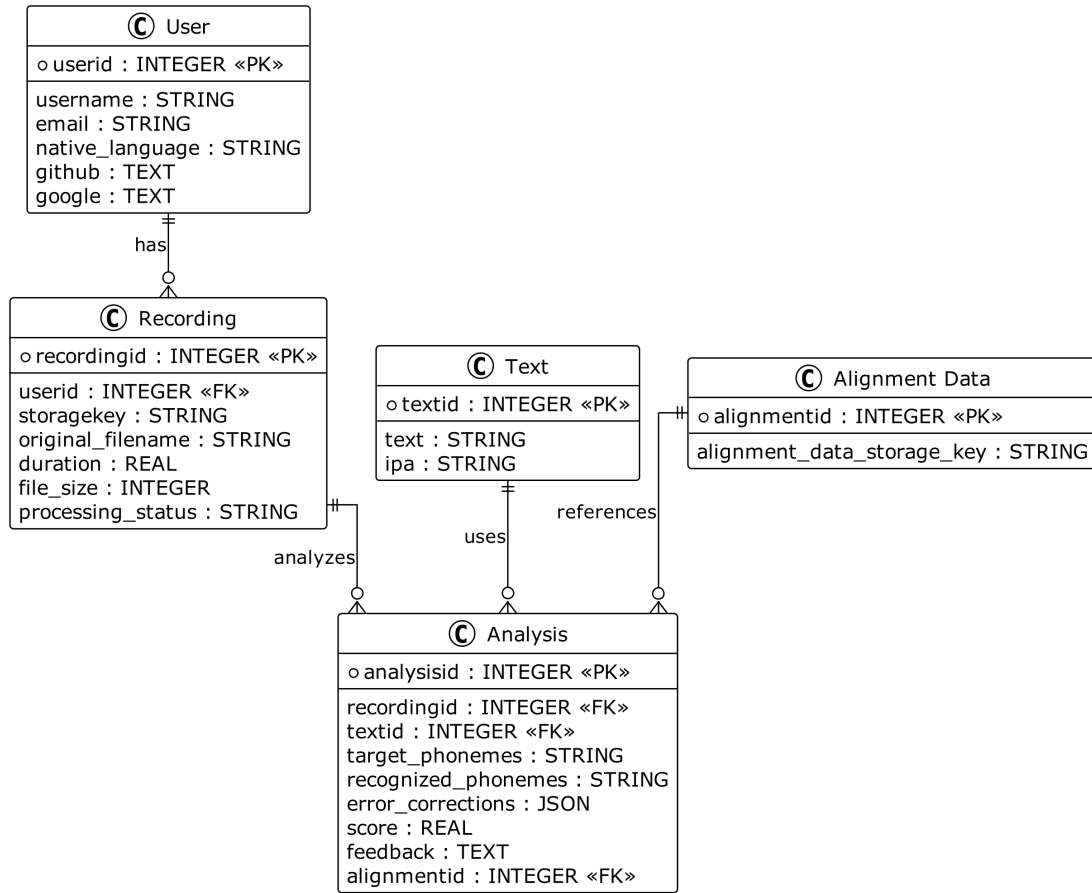 C User
userid : INTEGER «PK»
username : STRING
email : STRING
native_language : STRING
github : TEXT
google : TEXT
has
C Recording
recordingid : INTEGER «PK»
userid : INTEGER «FK»
storagekey : STRING
original_filename : STRING
duration : REAL
file_size : INTEGER
processing_status : STRING
C Text
textid : INTEGER «PK»
text : STRING
ipa : STRING
C Alignment Data
alignmentid : INTEGER «PK»
alignment_data_storage_key : STRING
analyzes
uses
references
C Analysis
analysisid : INTEGER «PK»
recordingid : INTEGER «FK»
textid : INTEGER «FK»
target_phonemes : STRING
recognized_phonemes : STRING
error_corrections : JSON
score : REAL
feedback : TEXT
alignmentid : INTEGER «FK»